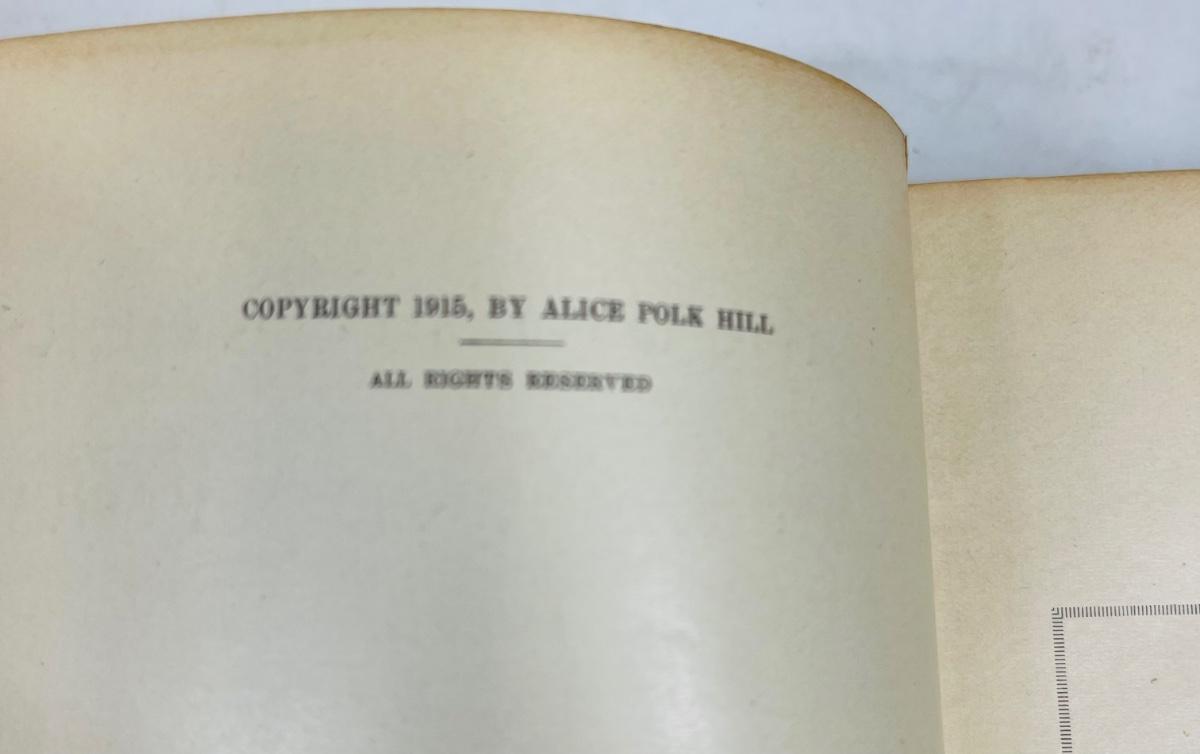 COPYRIGHT 1915, BY ALICE POLK HILL
ALL RIGHTS RESERVED